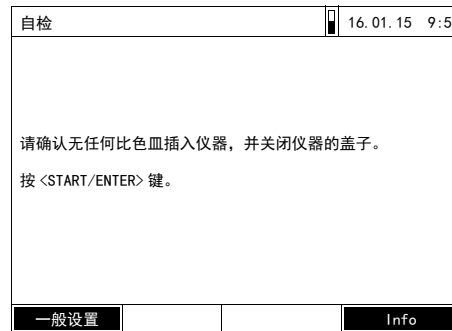 自检
16.01.15 9:5
请确认无任何比色皿插入仪器，并关闭仪器的盖子。
按 <START/ENTER> 键。
一般设置 Info